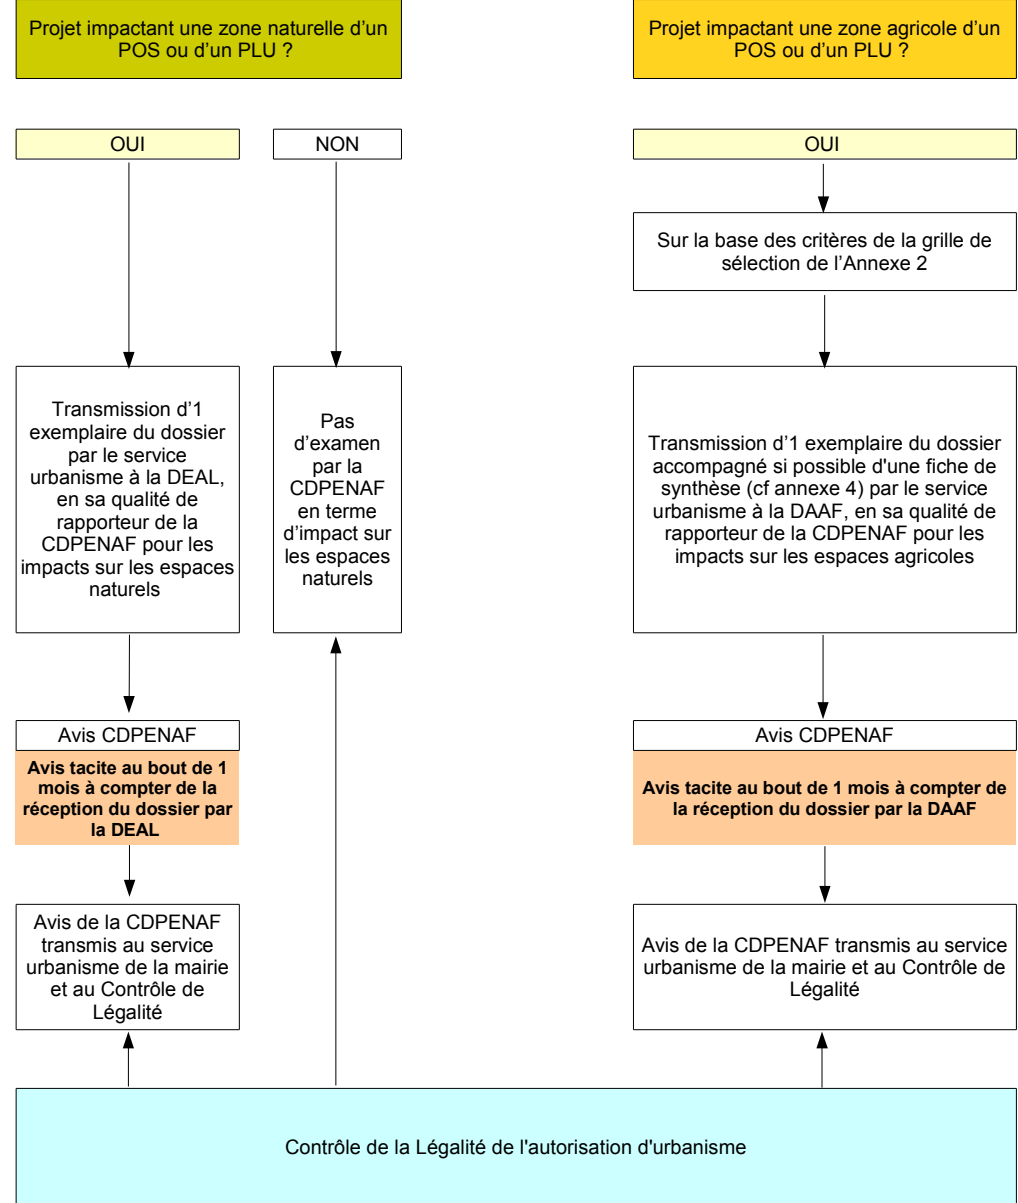 Projet impactant une zone naturelle d’un
POS ou d’un PLU ?
OUI
NON
Transmission d’1
exemplaire du dossier
par le service
urbanisme à la DEAL,
en sa qualité de
rapporteur de la
CDPENAF pour les
impacts sur les espaces
naturels
Pas
d’examen
par la
CDPENAF
en terme
d’impact sur
les espaces
naturels
Avis CDPENAF
Avis tacite au bout de 1
mois à compter de la
réception du dossier par
la DEAL
Avis de la CDPENAF
transmis au service
urbanisme de la mairie
et au Contrôle de
Légalité
Projet impactant une zone agricole d’un
POS ou d’un PLU ?
OUI
Sur la base des critères de la grille de
sélection de l’Annexe 2
Transmission d’1 exemplaire du dossier
accompagné si possible d'une fiche de
synthèse (cf annexe 4) par le service
urbanisme à la DAAF, en sa qualité de
rapporteur de la CDPENAF pour les
impacts sur les espaces agricoles
Avis CDPENAF
Avis tacite au bout de 1 mois à compter de
la réception du dossier par la DAAF
Avis de la CDPENAF transmis au service
urbanisme de la mairie et au Contrôle de
Légalité
Contrôle de la Légalité de l'autorisation d'urbanisme